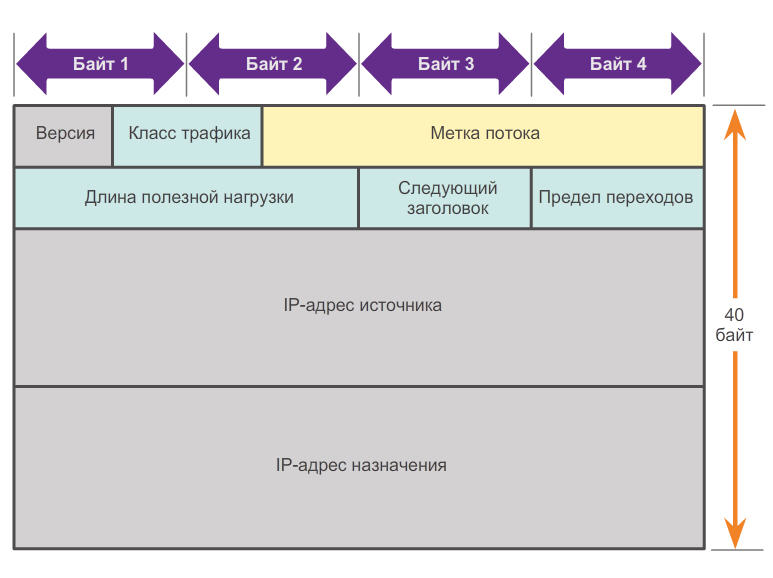 Байт 1
Байт 2
Байт 3
Байт 4
Версия
Класс трафика
Метка потока
Длина полезной нагрузки
Следующий
заголовок
Предел переходов
IP-адрес источника
40
байт
IP-адрес назначения